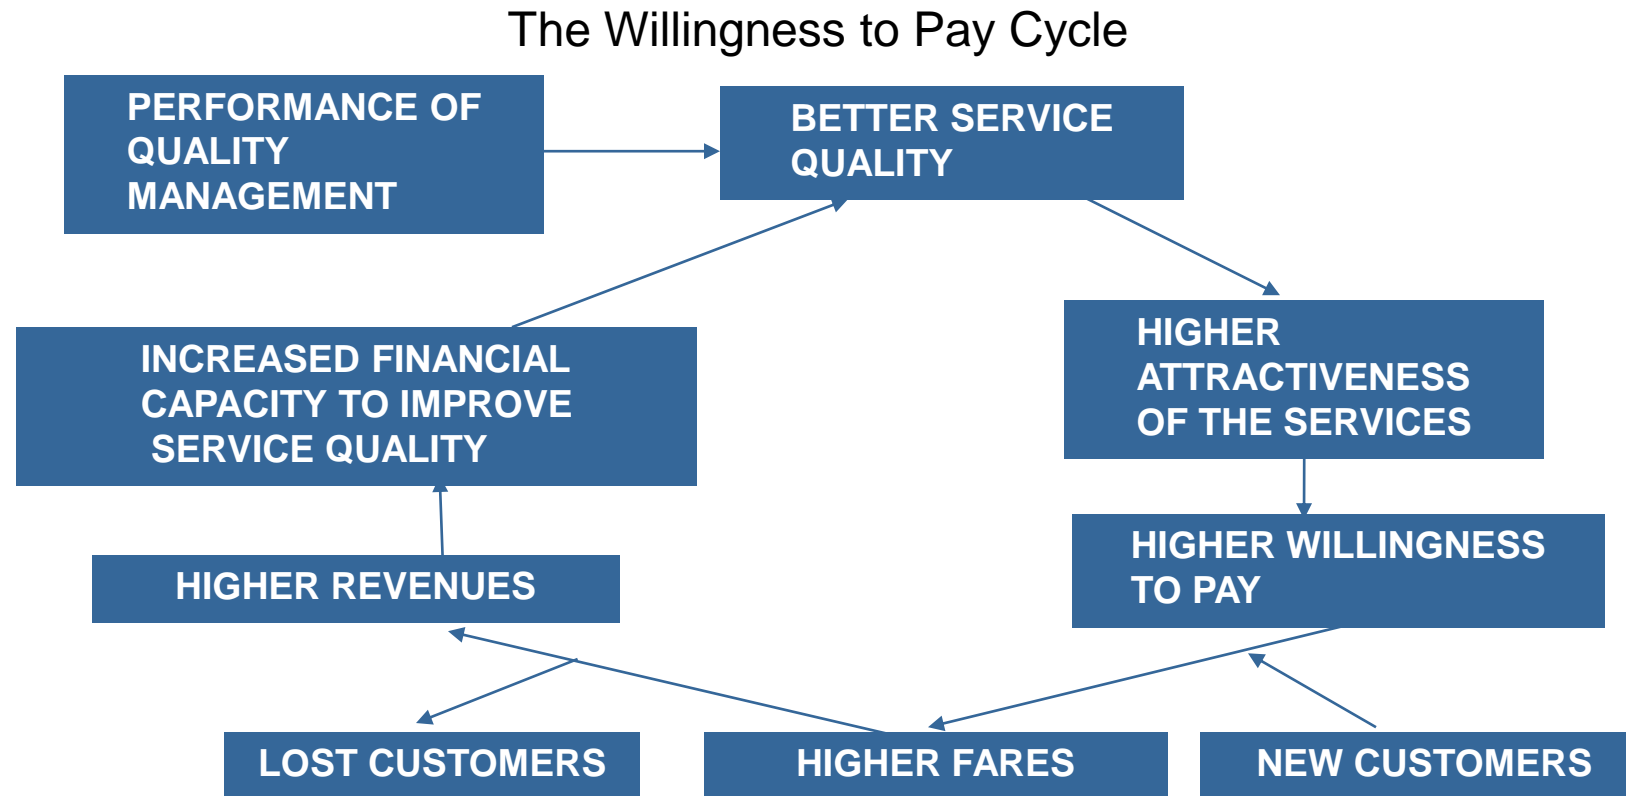 The Willingness to Pay Cycle
PERFORMANCE OF
QUALITY
MANAGEMENT
BETTER SERVICE
QUALITY
INCREASED FINANCIAL
CAPACITY TO IMPROVE
SERVICE QUALITY
HIGHER
ATTRACTIVENESS
OF THE SERVICES
HIGHER REVENUES
HIGHER WILLINGNESS
TO PAY
LOST CUSTOMERS
HIGHER FARES
NEW CUSTOMERS